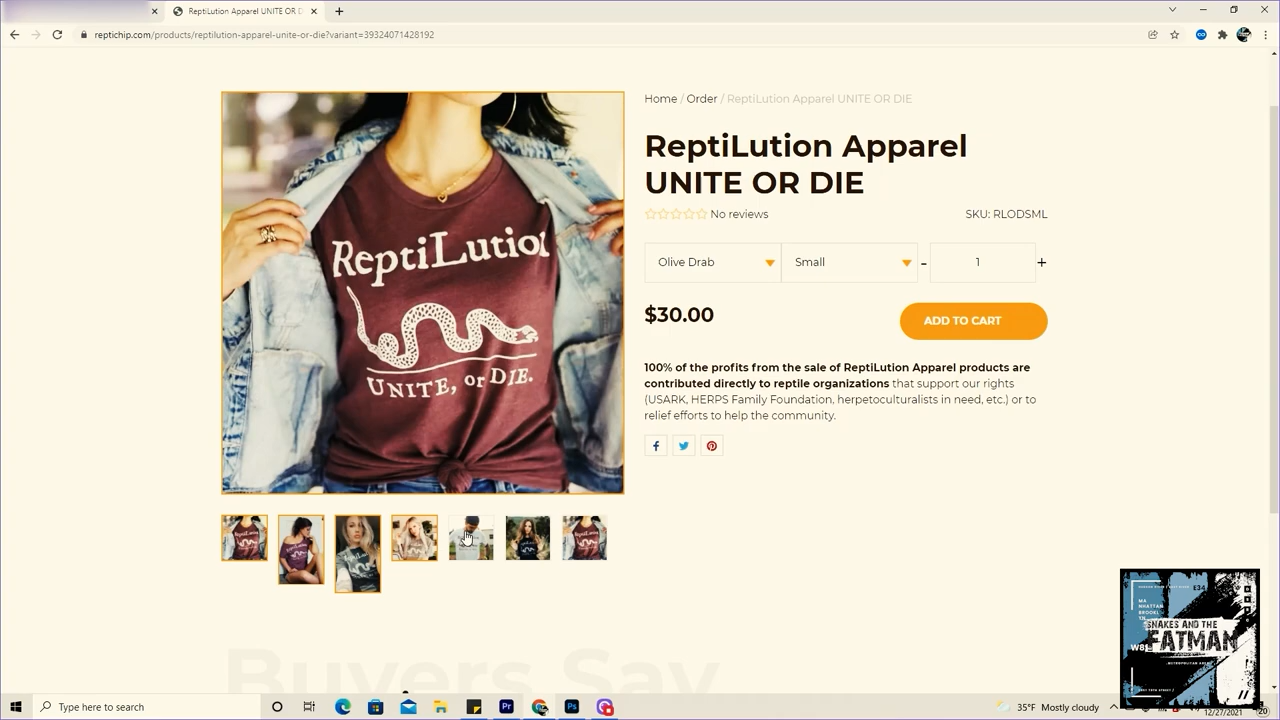 ReptiLution Apparel UNITE OR D
reptichip.com/products/reptilution-apparel-unite-or-die?variant=39324071428192
Home / Order / ReptiLution Apparel UNITE OR DIE
ReptiLution Apparel
UNITE OR DIE
No reviews
SKU: RLODSML
Olive Drab
Small
-
1
+
$30.00
ADD TO CART
100% of the profits from the sale of ReptiLution Apparel products are
contributed directly to reptile organizations that support our rights
(USARK, HERPS Family Foundation, herpetoculturalists in need, etc.) or to
relief efforts to help the community.
ReptiLution
UNITE, or DIE.
Buyers Say
SNAKES AND THE
FATMAN
Type here to search
35°F Mostly cloudy
12/27/2021
20